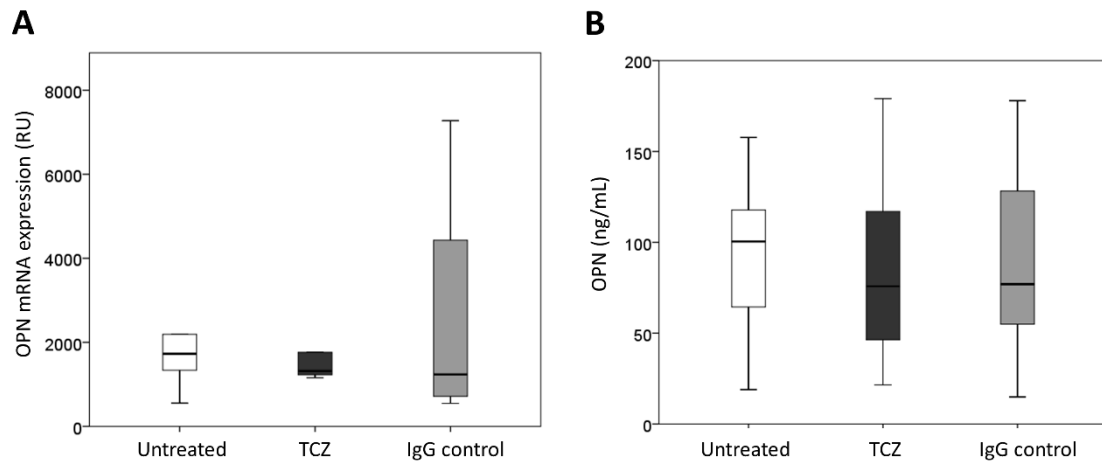 A
OPN mRNA expression (RU)
8000
6000
4000
2000
0
Untreated
TCZ
IgG control
B
OPN (ng/mL)
200
150
100
50
0
Untreated
TCZ
IgG control